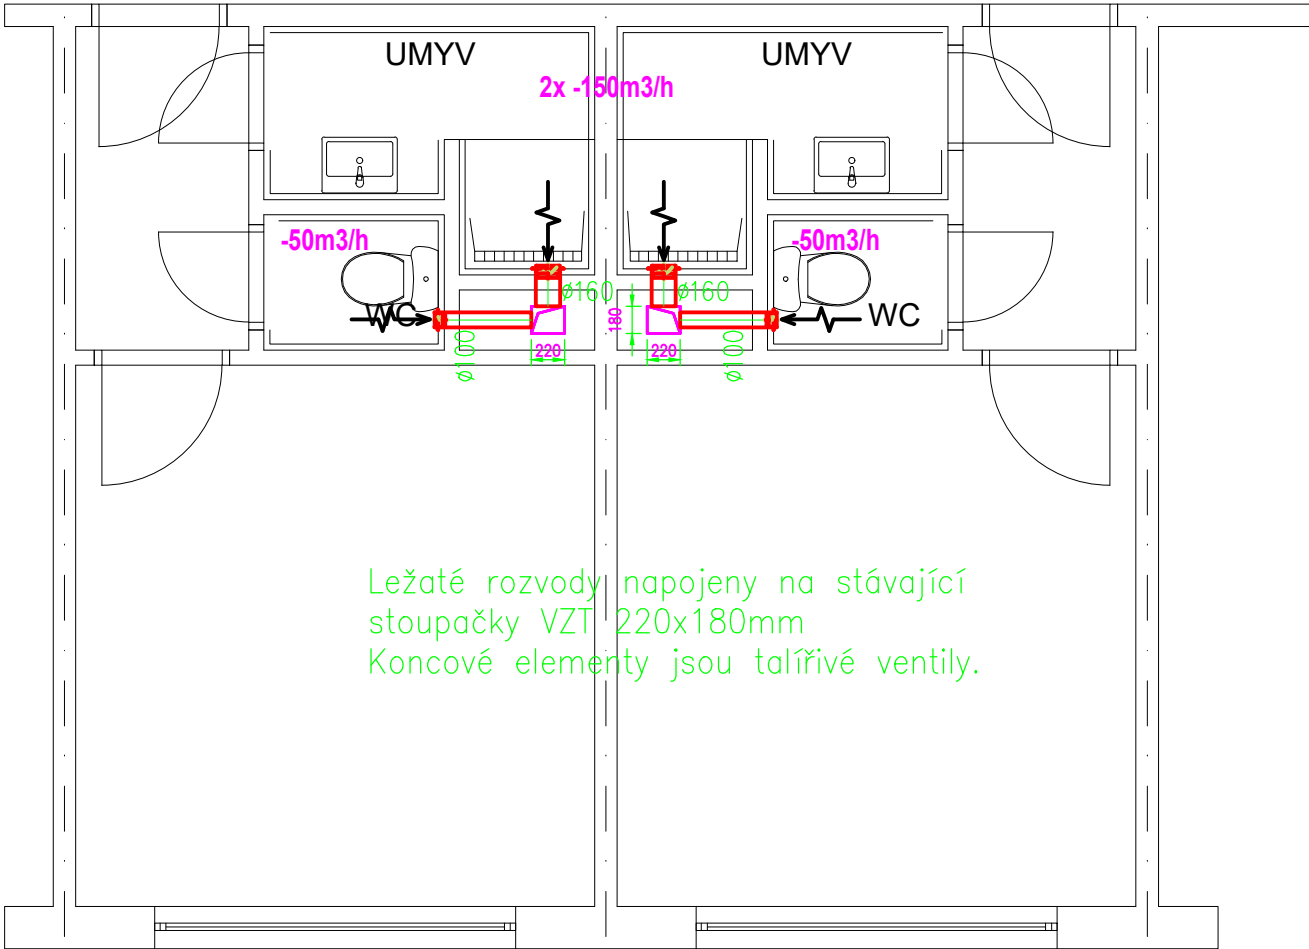 UMYV
UMYV
2x -150m3/h
-50m3/h
-50m3/h
ø160
ø160
180
WC
WC
220
220
ø100
ø100
Ležaté rozvody napojeny na stávající
stoupačky VZT 220x180mm
Koncové elementy jsou talířivé ventily.